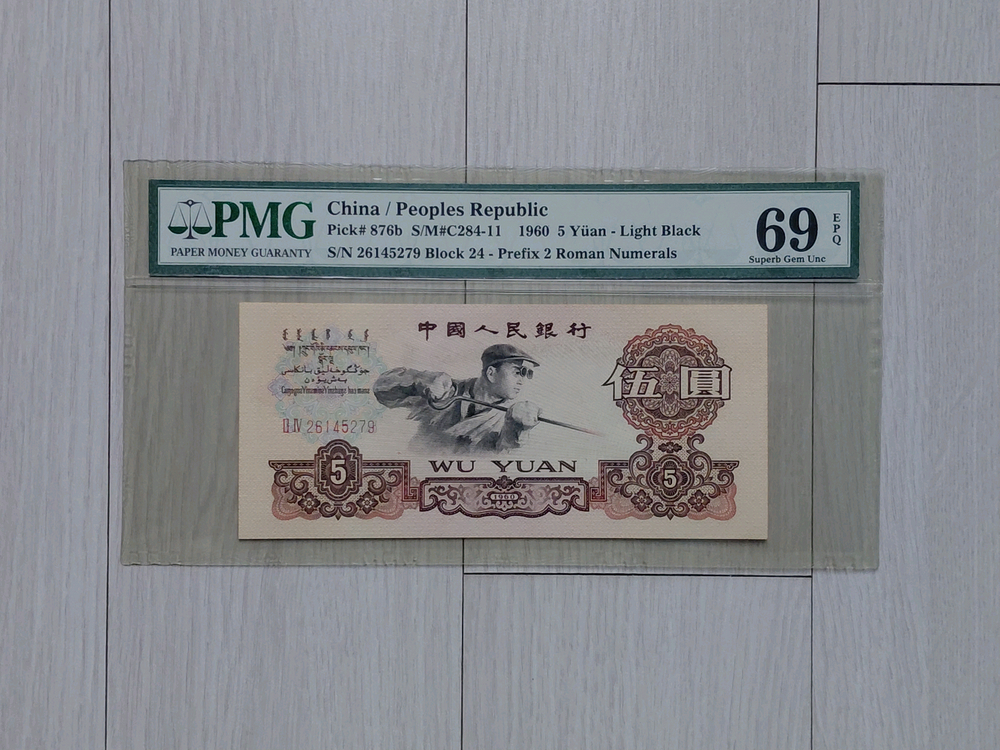 PMG
PAPER MONEY GUARANTY
China / Peoples Republic
Pick# 876b S/M#C284-11 1960 5 Yüan - Light Black
S/N 26145279 Block 24 - Prefix 2 Roman Numerals
69
EPQ
Superb Gem Unc
中國人民銀行
伍圓
II IV 26145279
5
WU YUAN
5
1960